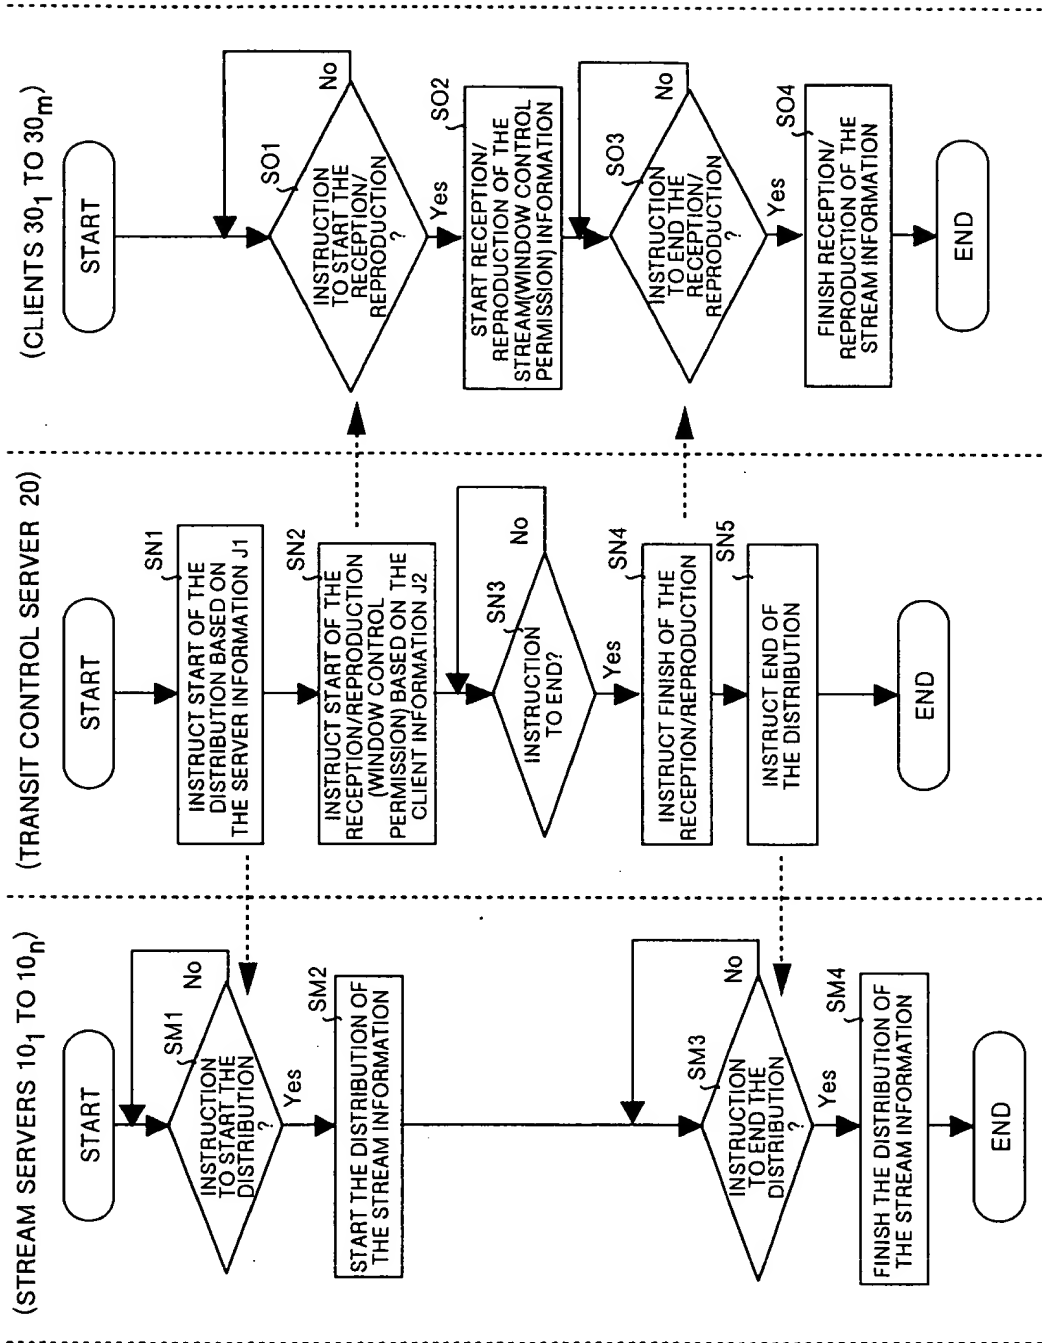 (STREAM SERVERS 10₁ TO 10ₙ)
START
SM1
INSTRUCTION
TO START THE
DISTRIBUTION
?
No
Yes
SM2
START THE DISTRIBUTION OF
THE STREAM INFORMATION
SM3
INSTRUCTION
TO END THE
DISTRIBUTION
?
No
Yes
SM4
FINISH THE DISTRIBUTION OF
THE STREAM INFORMATION
END
(TRANSIT CONTROL SERVER 20)
START
SN1
INSTRUCT START OF THE
DISTRIBUTION BASED ON
THE SERVER INFORMATION J1
SN2
INSTRUCT START OF THE
RECEPTION/REPRODUCTION
(WINDOW CONTROL
PERMISSION) BASED ON THE
CLIENT INFORMATION J2
SN3
INSTRUCTION
TO END?
No
Yes
SN4
INSTRUCT FINISH OF THE
RECEPTION/REPRODUCTION
SN5
INSTRUCT END OF
THE DISTRIBUTION
END
(CLIENTS 30₁ TO 30ₘ)
START
SO1
INSTRUCTION
TO START THE
RECEPTION/
REPRODUCTION
?
No
Yes
SO2
START RECEPTION/
REPRODUCTION OF THE
STREAM(WINDOW CONTROL
PERMISSION) INFORMATION
SO3
INSTRUCTION
TO END THE
RECEPTION/
REPRODUCTION
?
No
Yes
SO4
FINISH RECEPTION/
REPRODUCTION OF THE
STREAM INFORMATION
END